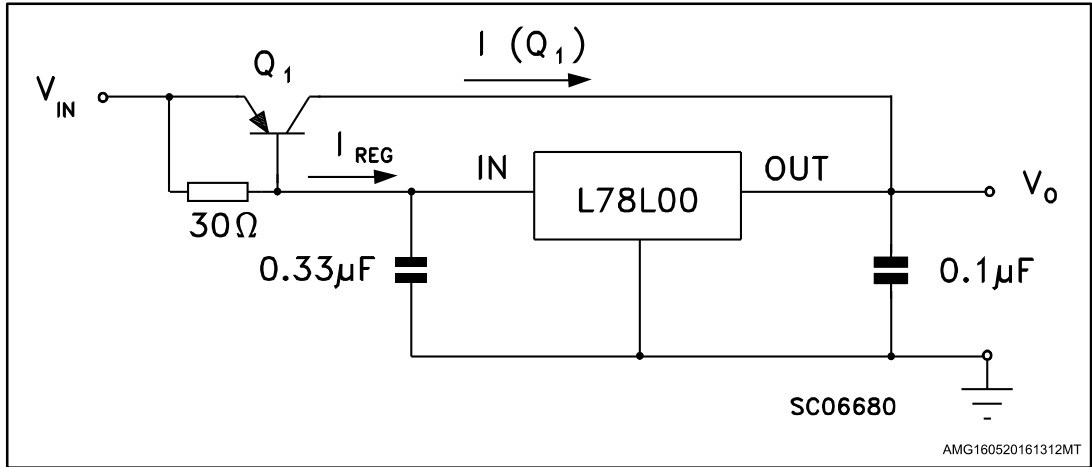 I (Q1)
Q1
VIN
IREG
IN
OUT
L78L00
VO
30Ω
0.33µF
0.1µF
SC06680
AMG160520161312MT